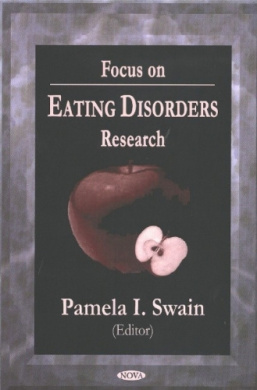 Focus on
EATING DISORDERS
Research
Pamela I. Swain
(Editor)
NOVA